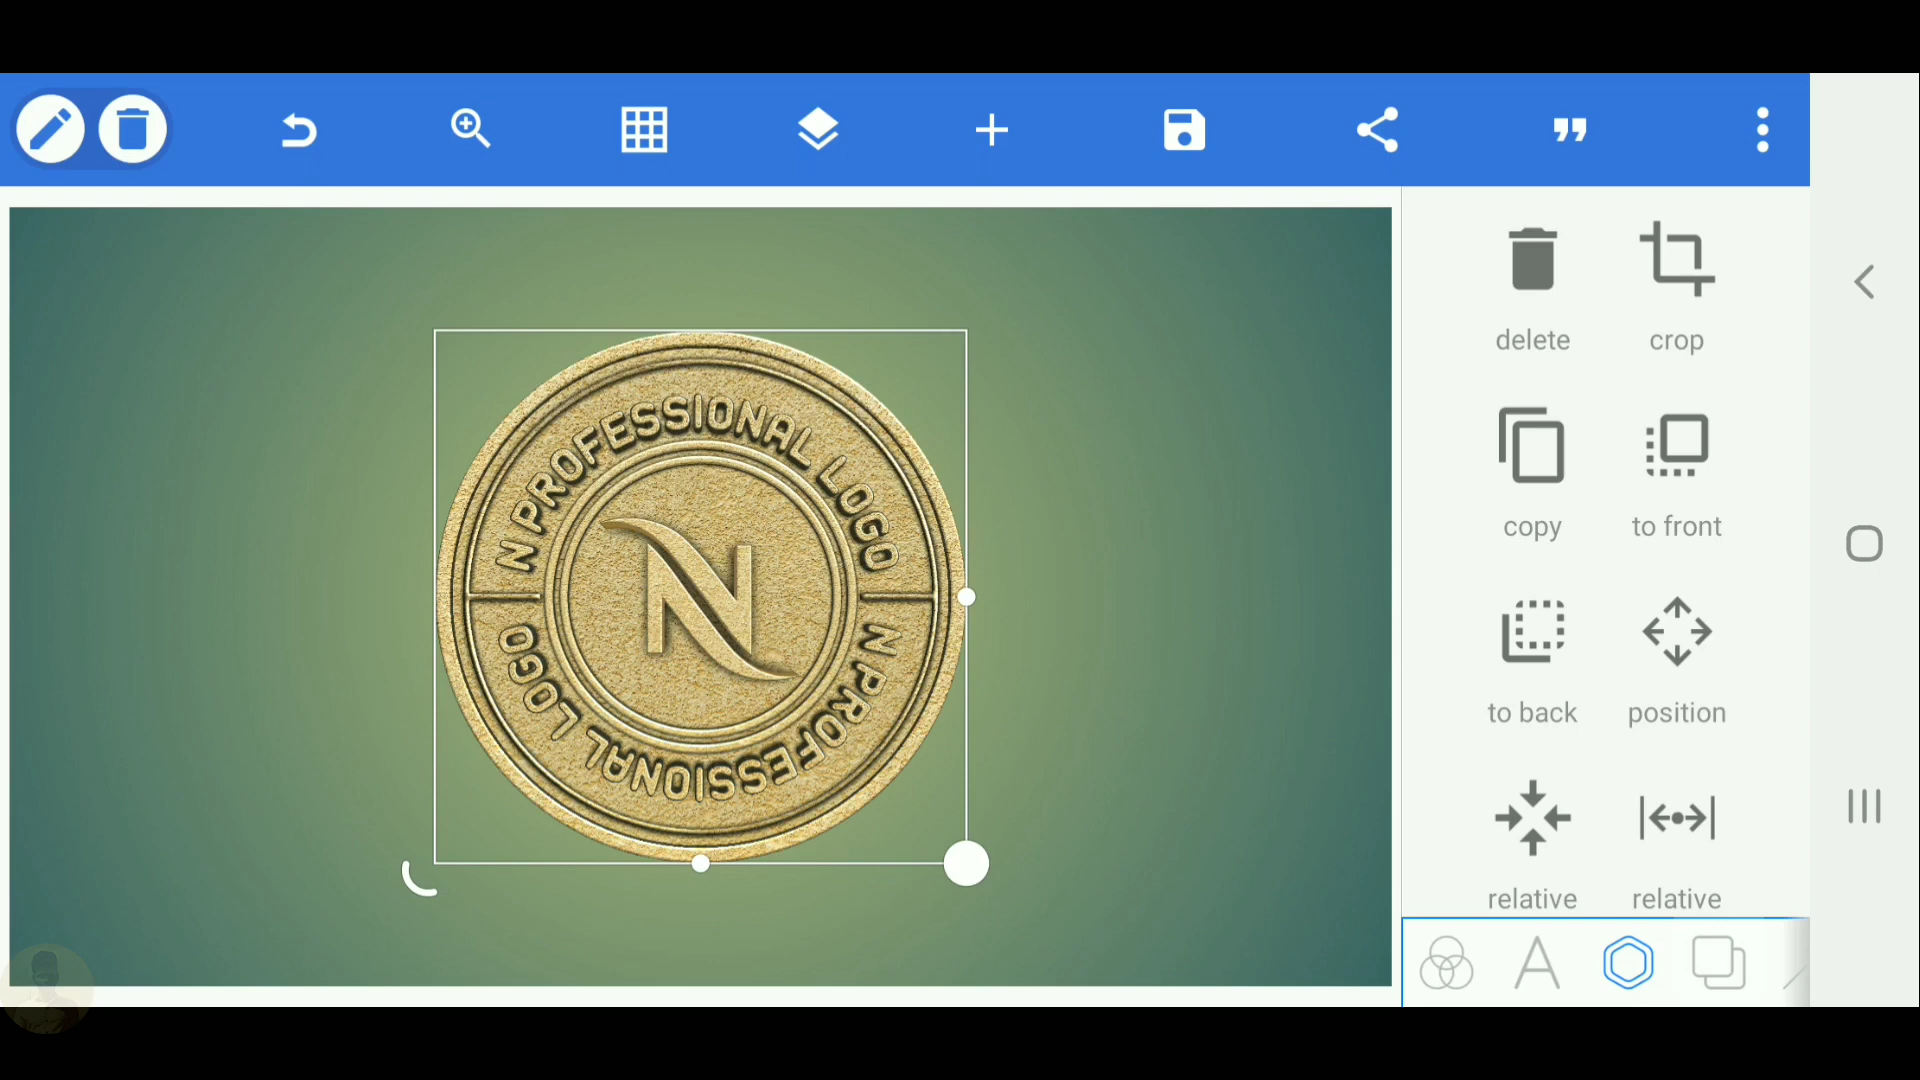 N PROFESSIONAL LOGO
N
N PROFESSIONAL LOGO
delete
crop
copy
to front
to back
position
relative
relative